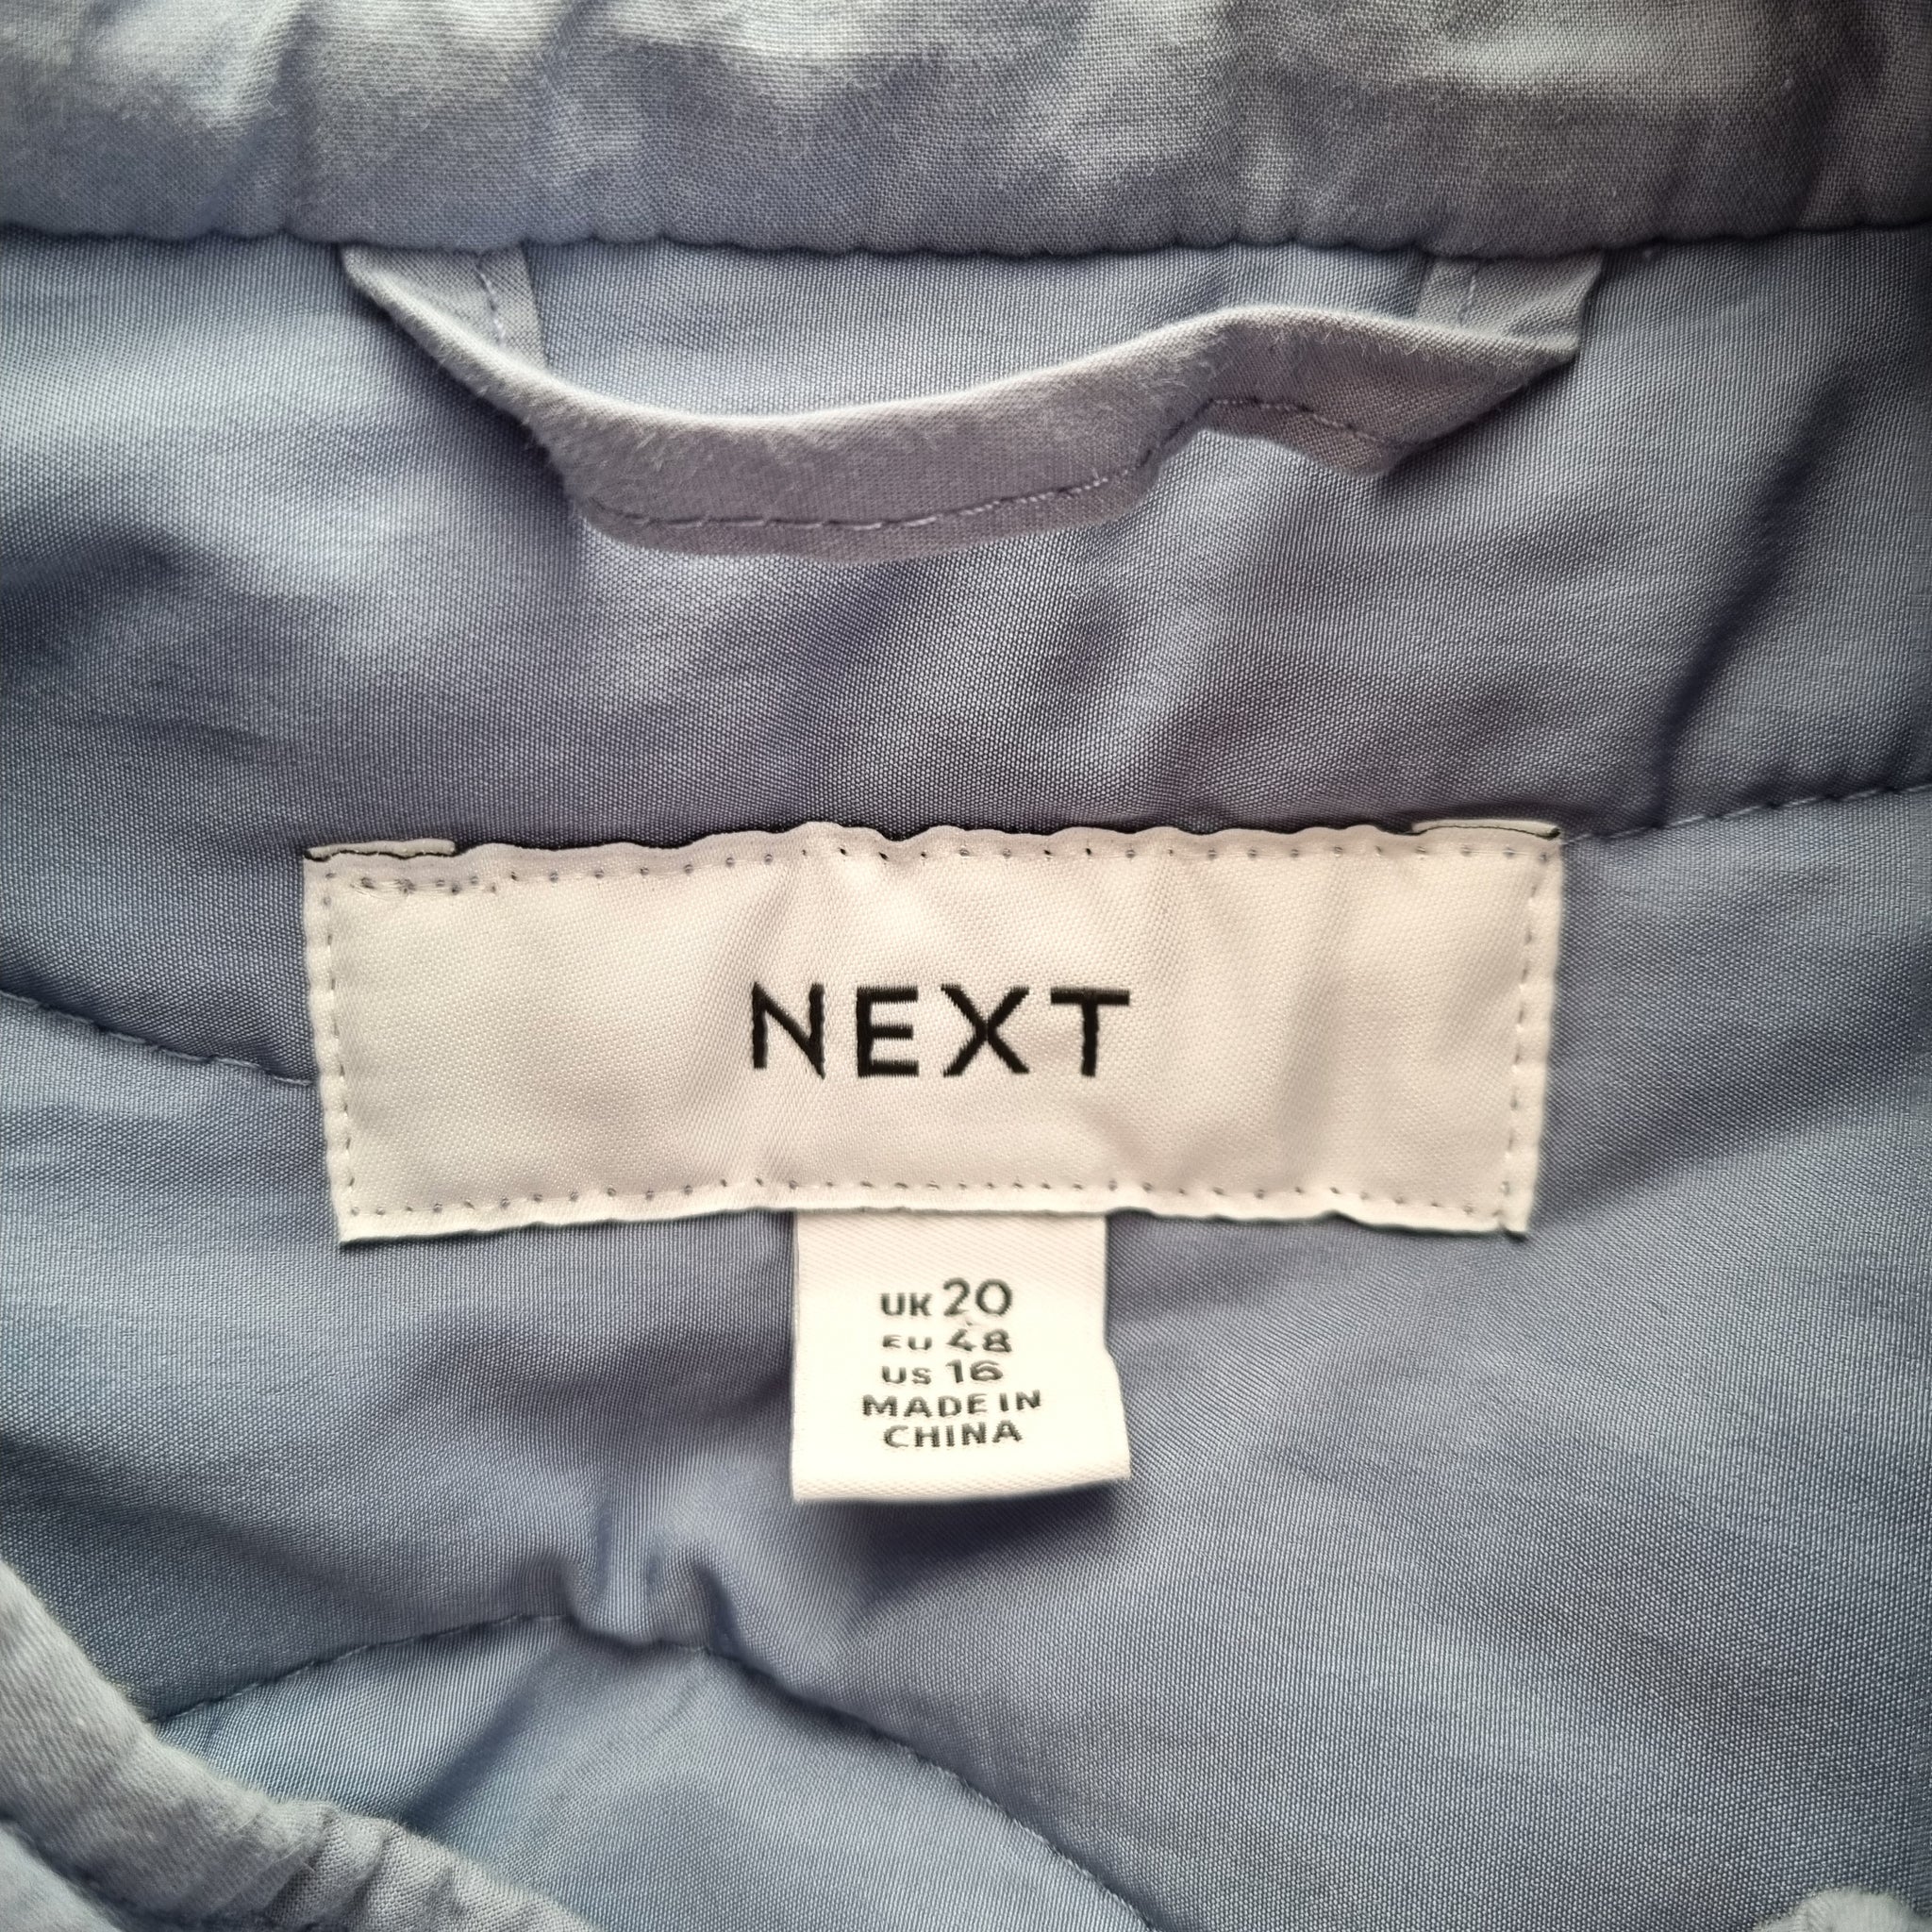 NEXT
UK 20
EU 48
US 16
MADE IN
CHINA